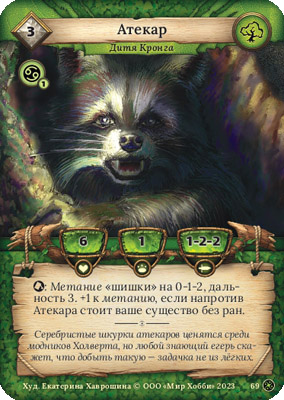 3
Атекар
Дитя Кронга
1
6
1
1-2-2
: Метание «шишки» на 0-1-2, даль-
ность 3. +1 к метанию, если напротив
Атекара стоит ваше существо без ран.
Серебристые шкурки атекаров ценятся среди
модников Холверта, но любой знающий егерь ска-
жет, что добыть такую – задачка не из лёгких.
Худ. Екатерина Хаврошина © ООО «Мир Хобби» 2023 69